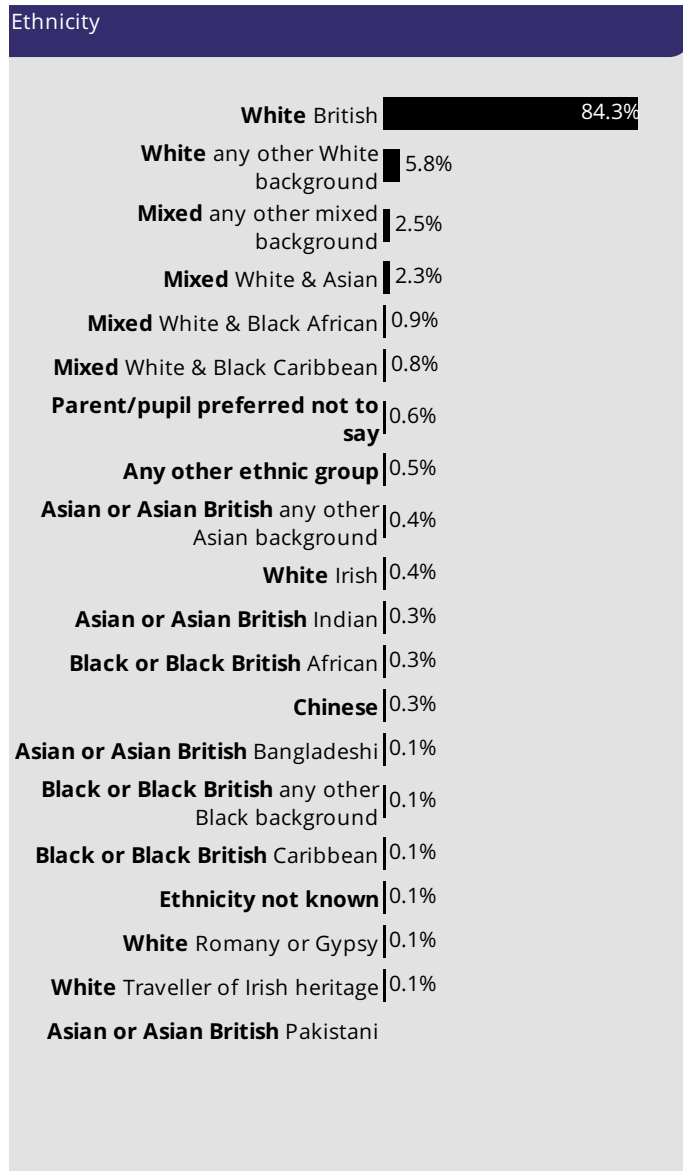 Ethnicity
White British 84.3%
White any other White
background 5.8%
Mixed any other mixed
background 2.5%
Mixed White & Asian 2.3%
Mixed White & Black African 0.9%
Mixed White & Black Caribbean 0.8%
Parent/pupil preferred not to
say 0.6%
Any other ethnic group 0.5%
Asian or Asian British any other
Asian background 0.4%
White Irish 0.4%
Asian or Asian British Indian 0.3%
Black or Black British African 0.3%
Chinese 0.3%
Asian or Asian British Bangladeshi 0.1%
Black or Black British any other
Black background 0.1%
Black or Black British Caribbean 0.1%
Ethnicity not known 0.1%
White Romany or Gypsy 0.1%
White Traveller of Irish heritage 0.1%
Asian or Asian British Pakistani